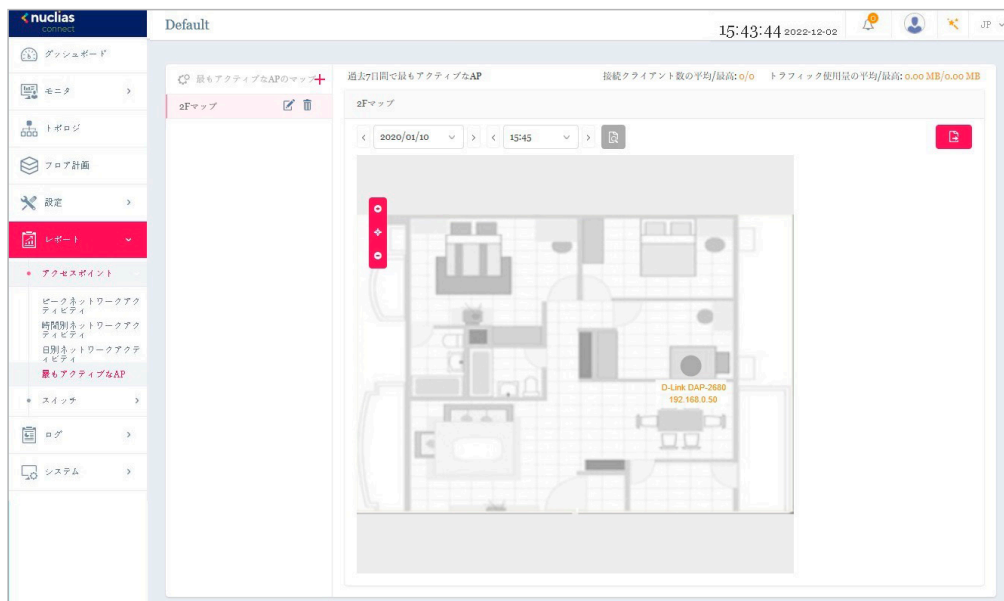 nuclias
connect
Default
15:43:44 2022-12-02
0
JP
ダッシュボード
モニタ
トポロジ
フロア計画
設定
レポート
アクセスポイント
ピークネットワークアク
ティビティ
時間別ネットワークアク
ティビティ
日別ネットワークアクテ
ィビティ
最もアクティブなAP
スイッチ
ログ
システム
最もアクティブなAPのマップ
2Fマップ
過去7日間で最もアクティブなAP
接続クライアント数の平均/最高: 0/0 トラフィック使用量の平均/最高: 0.00 MB/0.00 MB
2Fマップ
2020/01/10 15:45
D-Link DAP-2680
192.168.0.50